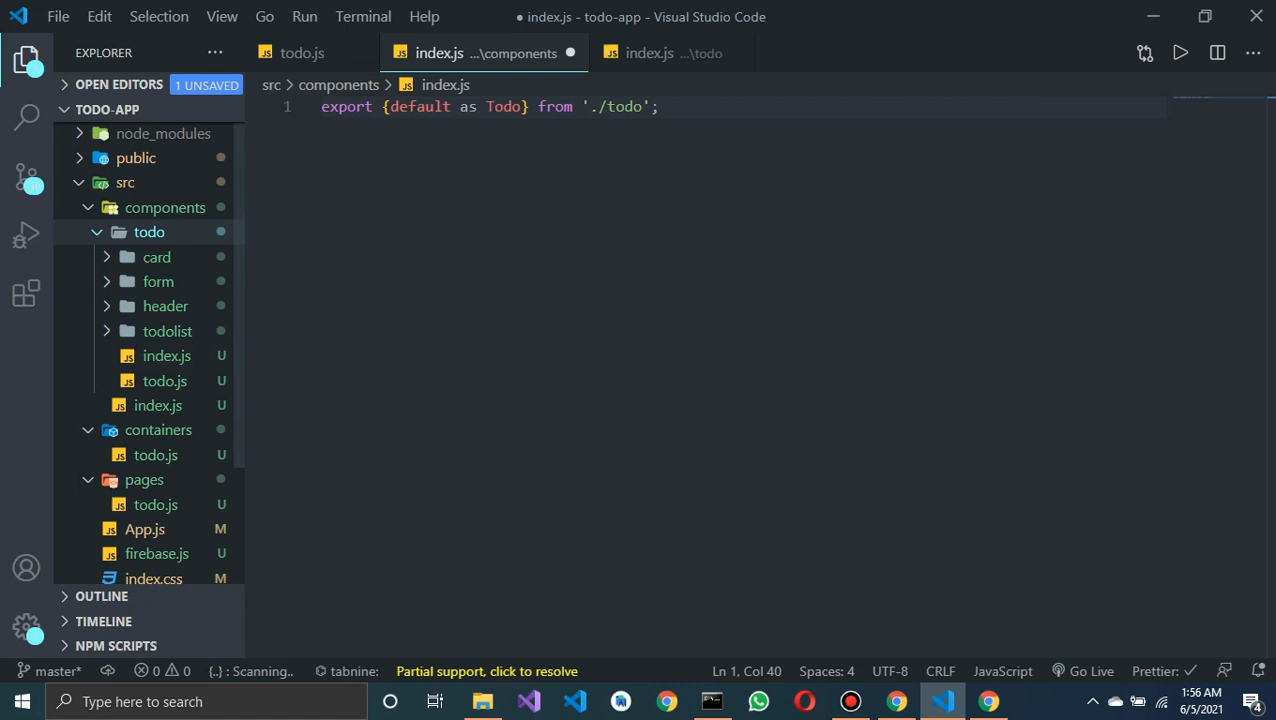 File Edit Selection View Go Run Terminal Help
● index.js - todo-app - Visual Studio Code
EXPLORER
todo.js
index.js ...\components
index.js ...\todo
OPEN EDITORS 1 UNSAVED
src > components > index.js
TODO-APP
1 export {default as Todo} from './todo';
node_modules
public
src
components
todo
card
form
header
todolist
index.js U
todo.js U
index.js U
containers
todo.js U
pages
todo.js U
App.js M
firebase.js U
index.css M
OUTLINE
TIMELINE
NPM SCRIPTS
master* 0 0 {..} : Scanning... tabnine: Partial support, click to resolve Ln 1, Col 40 Spaces: 4 UTF-8 CRLF JavaScript Go Live Prettier: ✓
Type here to search
1:56 AM
6/5/2021
4